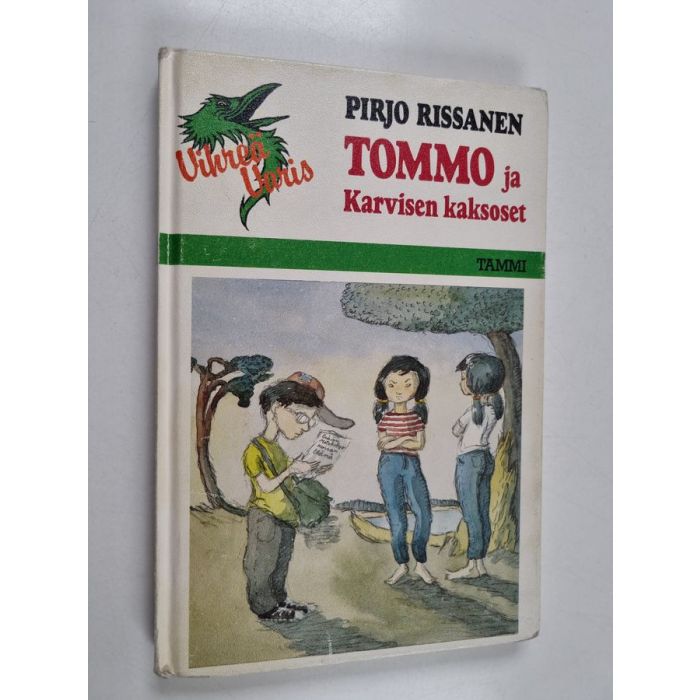 Vihreä
Varis
PIRJO RISSANEN
TOMMO ja
Karvisen kaksoset
TAMMI